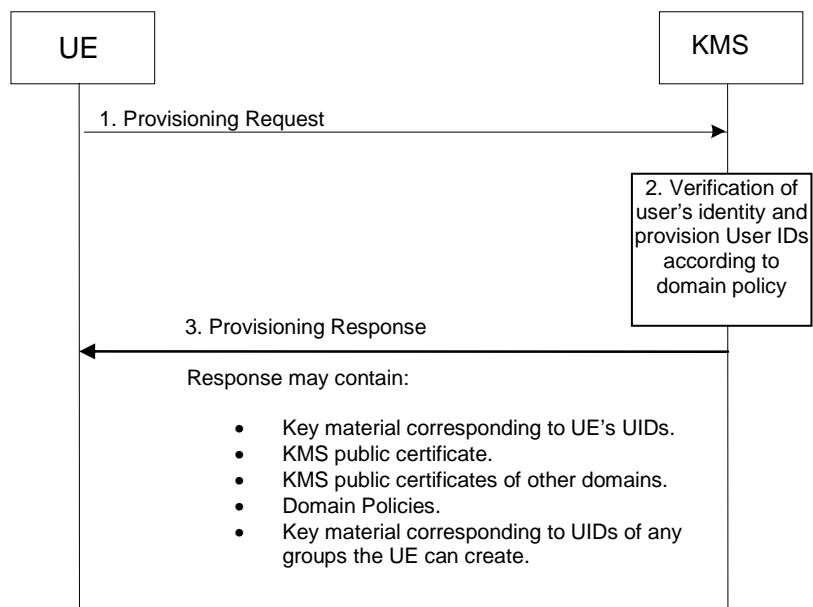 UE
KMS
1. Provisioning Request
2. Verification of
user's identity and
provision User IDs
according to
domain policy
3. Provisioning Response
Response may contain:
• Key material corresponding to UE's UIDs.
• KMS public certificate.
• KMS public certificates of other domains.
• Domain Policies.
• Key material corresponding to UIDs of any
groups the UE can create.